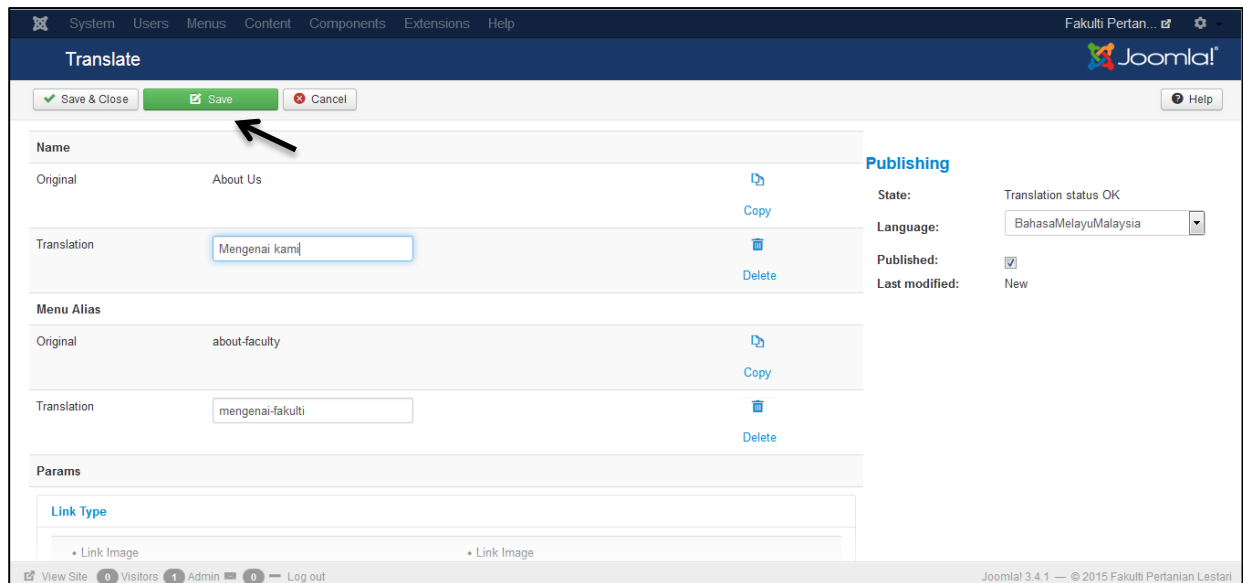 System Users Menus Content Components Extensions Help Fakulti Pertan...
Translate Joomla!
Save & Close Save Cancel Help
Name
Original About Us
Copy
Translation Mengenai kami
Delete
Menu Alias
Original about-faculty
Copy
Translation mengenai-fakulti
Delete
Params
Link Type
• Link Image • Link Image
Publishing
State: Translation status OK
Language: BahasaMelayuMalaysia
Published:
Last modified: New
View Site 0 Visitors 1 Admin 0 Log out Joomla! 3.4.1 — © 2015 Fakulti Pertanian Lestari